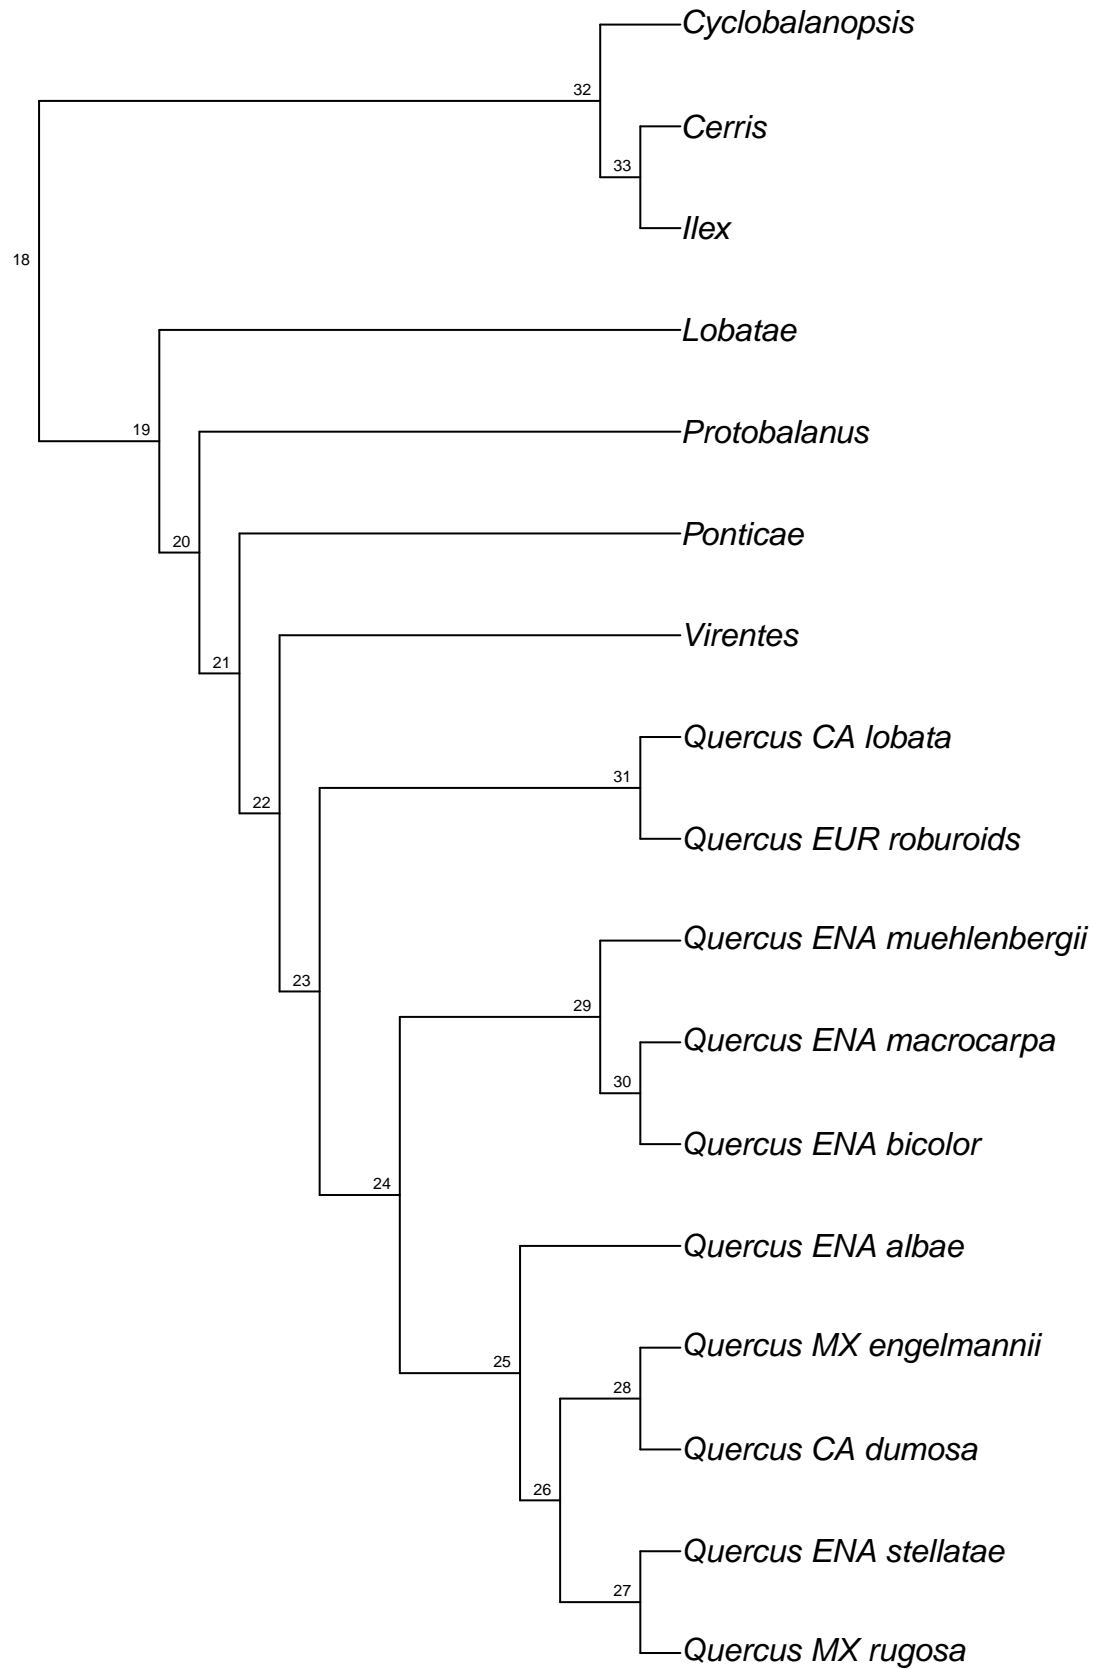 Cyclobalanopsis
32
Cerris
33
Ilex
18
Lobatae
19
Protobalanus
20
Ponticae
Virentes
21
Quercus CA lobata
31
22
Quercus EUR roburoids
Quercus ENA muehlenbergii
23
29
Quercus ENA macrocarpa
30
Quercus ENA bicolor
24
Quercus ENA albae
Quercus MX engelmannii
25
28
Quercus CA dumosa
26
Quercus ENA stellatae
27
Quercus MX rugosa